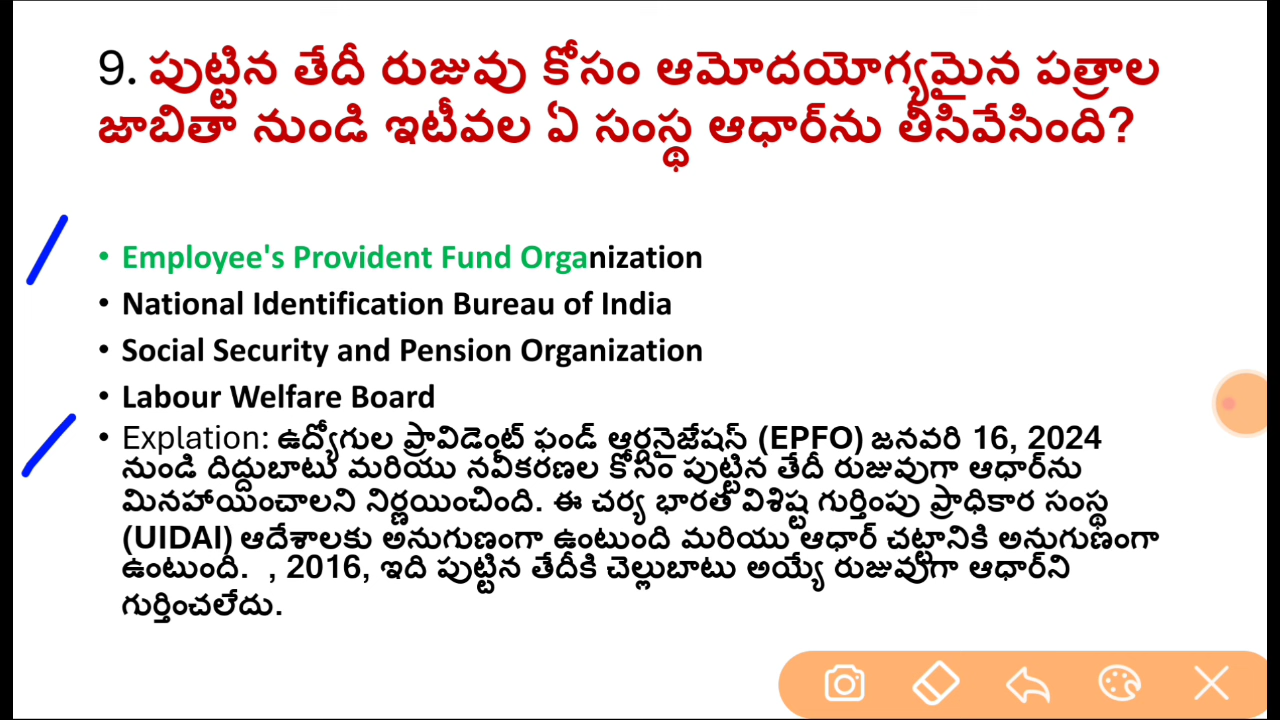 9. పుట్టిన తేదీ రుజువు కోసం ఆమోదయోగ్యమైన పత్రాల
జాబితా నుండి ఇటీవల ఏ సంస్థ ఆధార్‌ను తీసివేసింది?
• Employee's Provident Fund Organization
• National Identification Bureau of India
• Social Security and Pension Organization
• Labour Welfare Board
• Explation: ఉద్యోగుల ప్రావిడెంట్ ఫండ్ ఆర్గనైజేషన్ (EPFO) జనవరి 16, 2024
నుండి దిద్దుబాటు మరియు నవీకరణల కోసం పుట్టిన తేదీ రుజువుగా ఆధార్‌ను
మినహాయించాలని నిర్ణయించింది. ఈ చర్య భారత విశిష్ట గుర్తింపు ప్రాధికార సంస్థ
(UIDAI) ఆదేశాలకు అనుగుణంగా ఉంటుంది మరియు ఆధార్ చట్టానికి అనుగుణంగా
ఉంటుంది. , 2016, ఇది పుట్టిన తేదీకి చెల్లుబాటు అయ్యే రుజువుగా ఆధార్‌ని
గుర్తించలేదు.